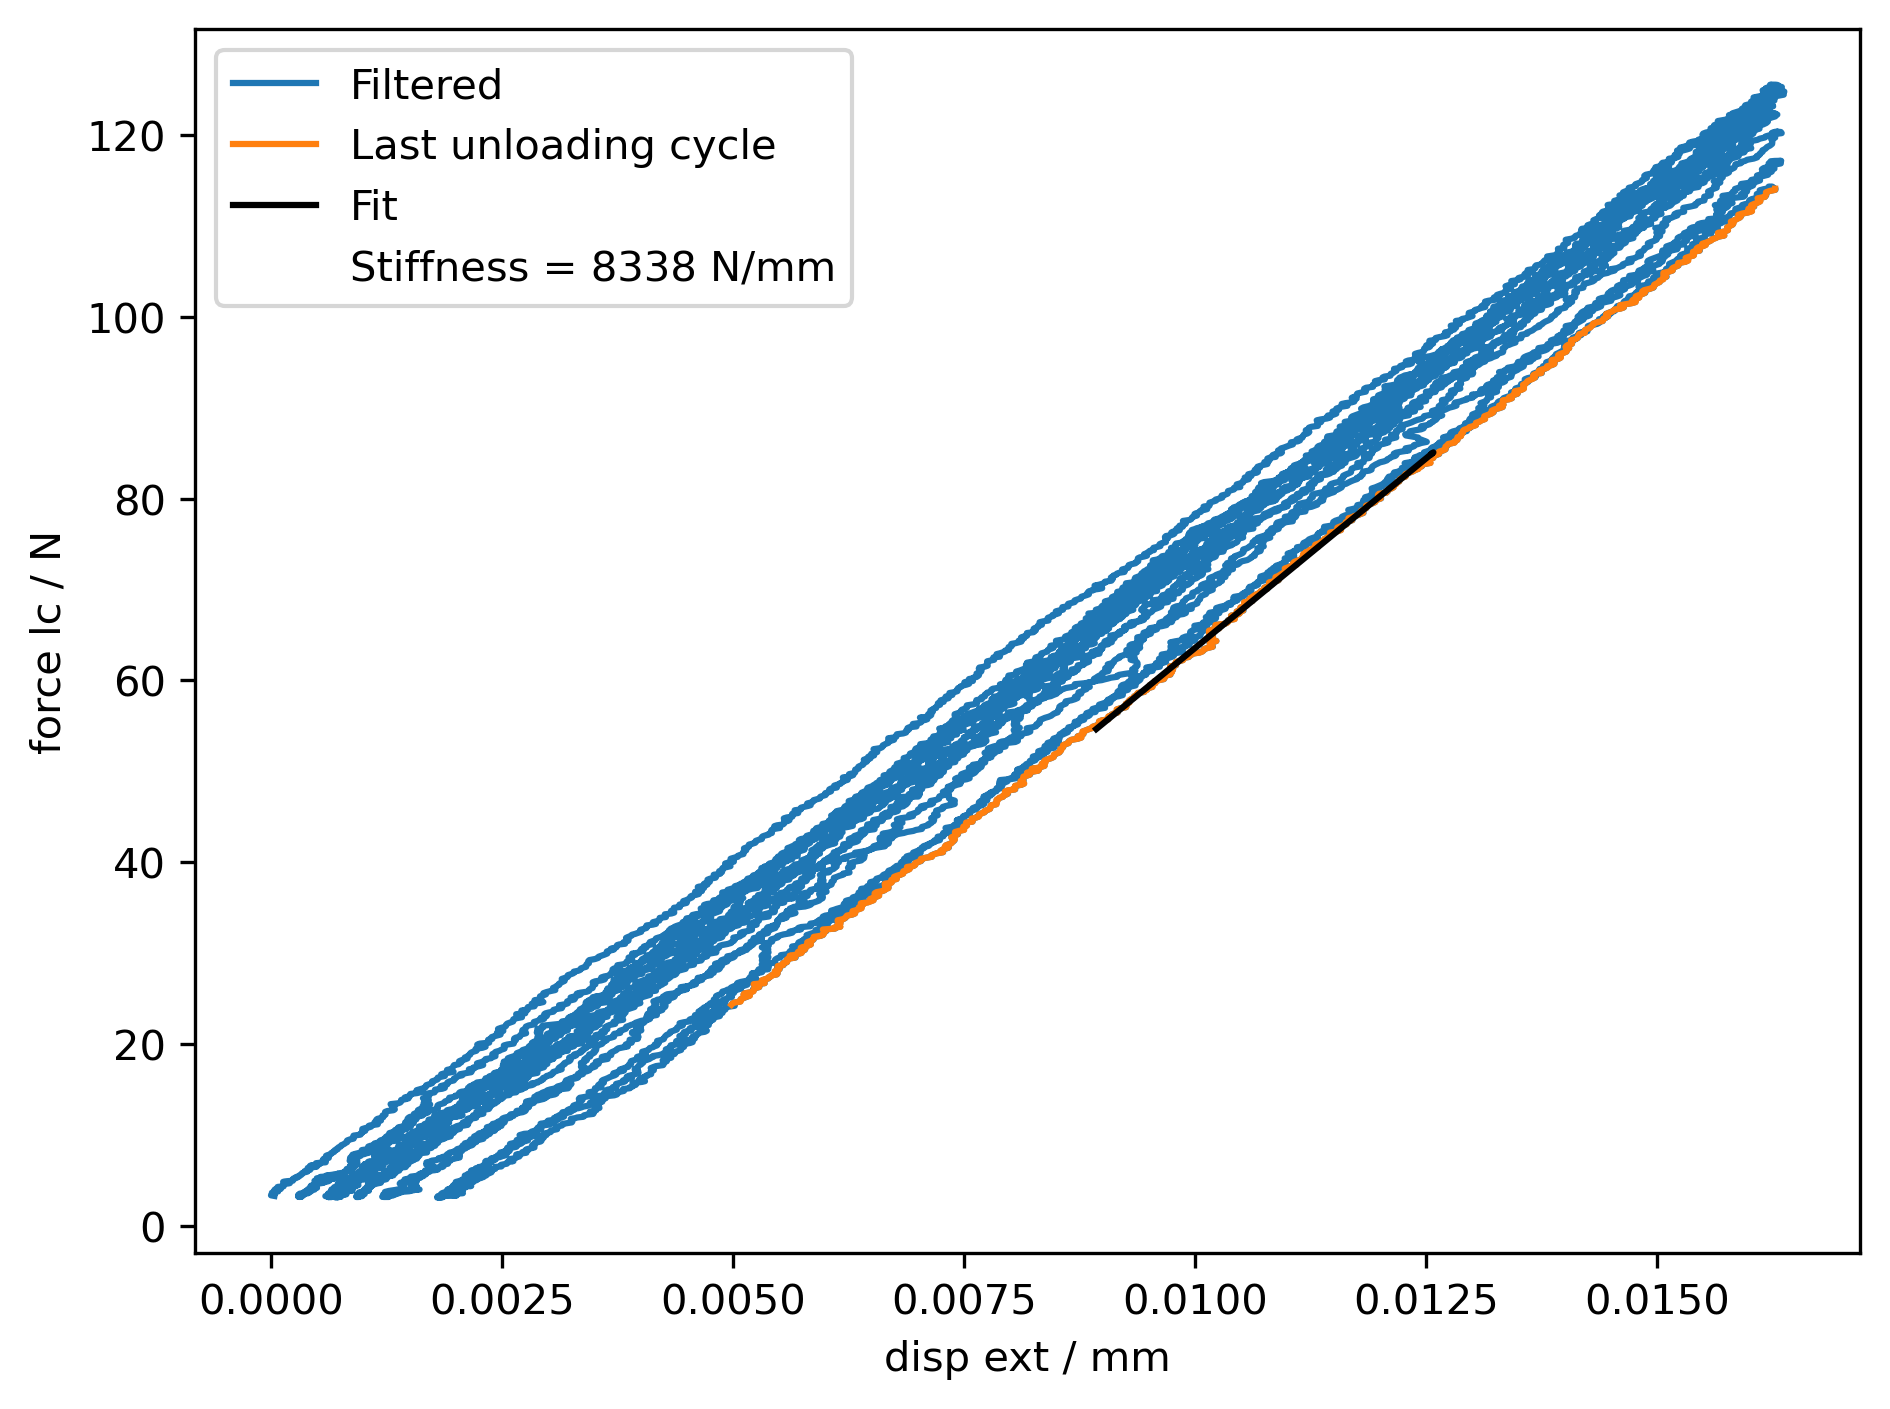 Filtered
Last unloading cycle
Fit
Stiffness = 8338 N/mm
120
100
80
60
40
20
0
force lc / N
0.0000 0.0025 0.0050 0.0075 0.0100 0.0125 0.0150
disp ext / mm